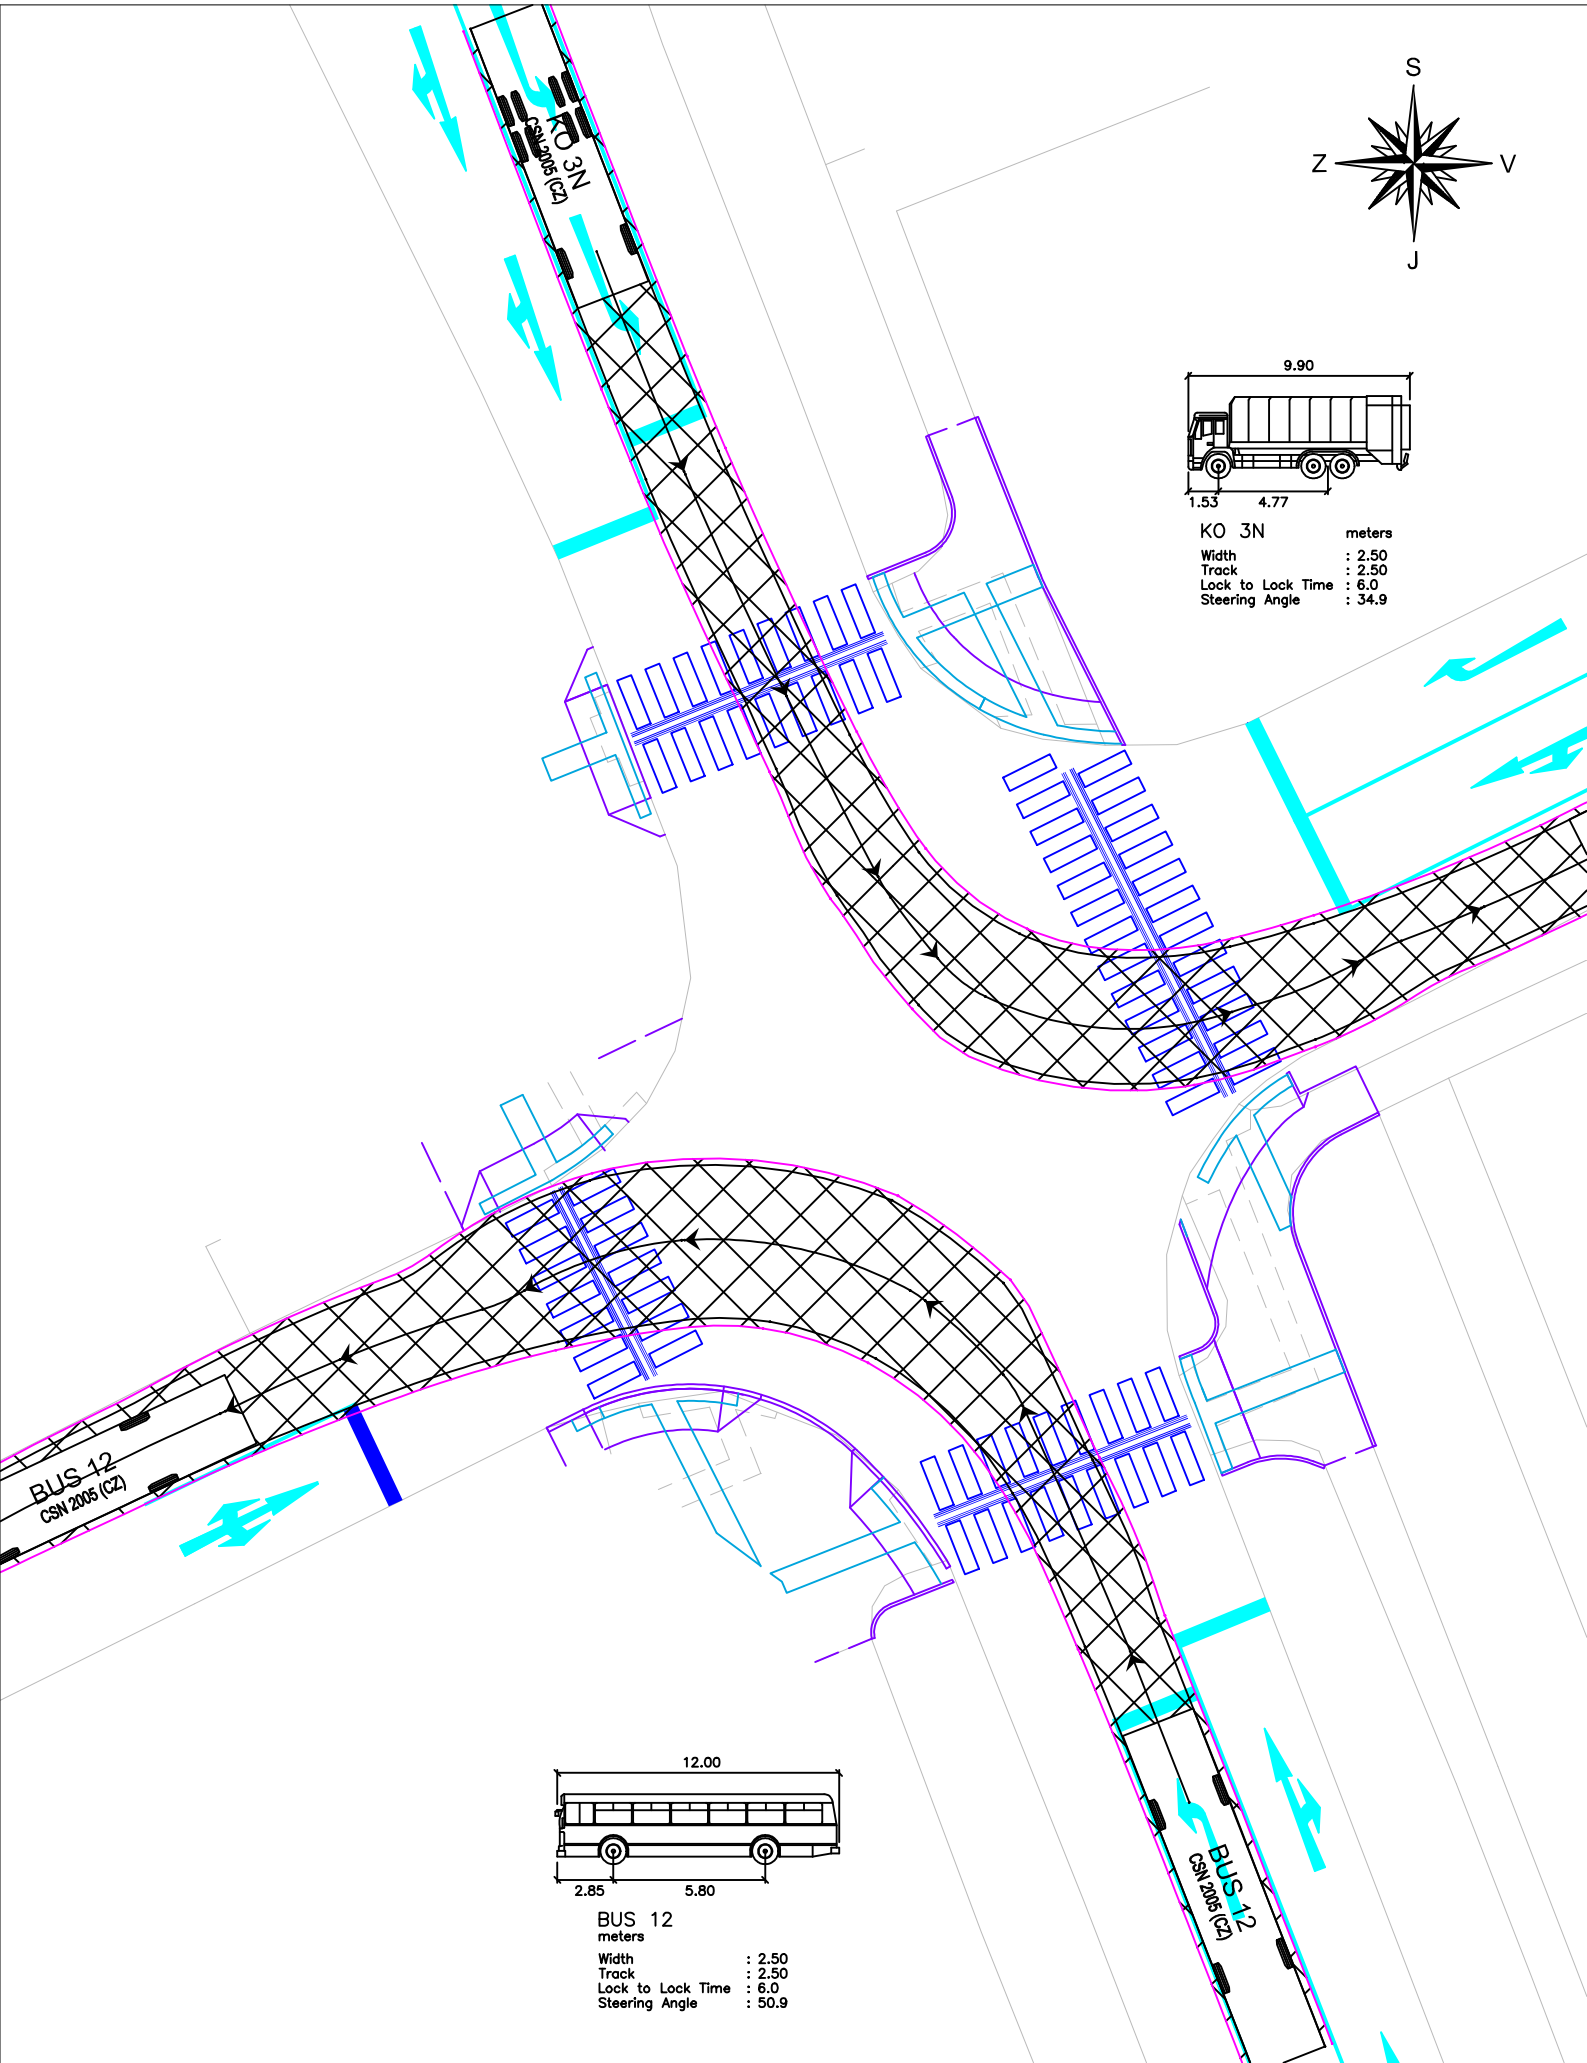 S
Z
V
J
KO 3N
CSN 2005 (CZ)
9.90
1.53
4.77
KO 3N meters
Width : 2.50
Track : 2.50
Lock to Lock Time : 6.0
Steering Angle : 34.9
BUS 12
CSN 2005 (CZ)
12.00
2.85
5.80
BUS 12
meters
Width : 2.50
Track : 2.50
Lock to Lock Time : 6.0
Steering Angle : 50.9
BUS 12
CSN 2005 (CZ)